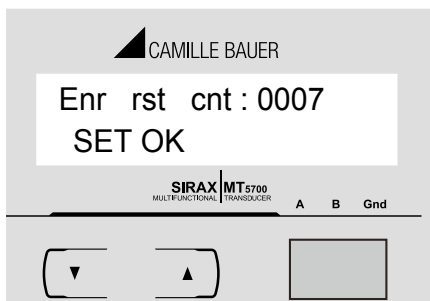 CAMILLE BAUER
Enr rst cnt : 0007
SET OK
SIRAX MT5700
MULTIFUNCTIONAL TRANSDUCER
A B Gnd